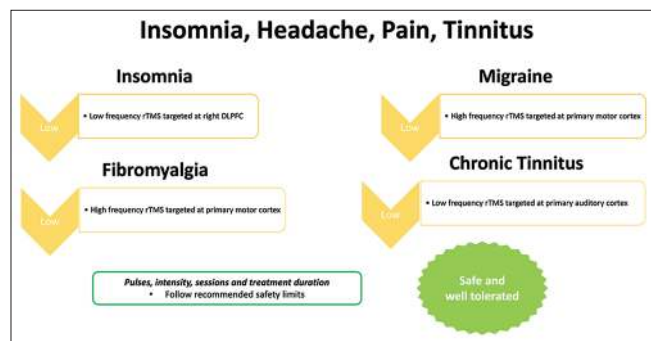 Insomnia, Headache, Pain, Tinnitus
Insomnia
Low
• Low frequency rTMS targeted at right DLPFC
Migraine
Low
• High frequency rTMS targeted at primary motor cortex
Fibromyalgia
Low
• High frequency rTMS targeted at primary motor cortex
Chronic Tinnitus
Low
• Low frequency rTMS targeted at primary auditory cortex
Pulses, intensity, sessions and treatment duration
• Follow recommended safety limits
Safe and
well tolerated